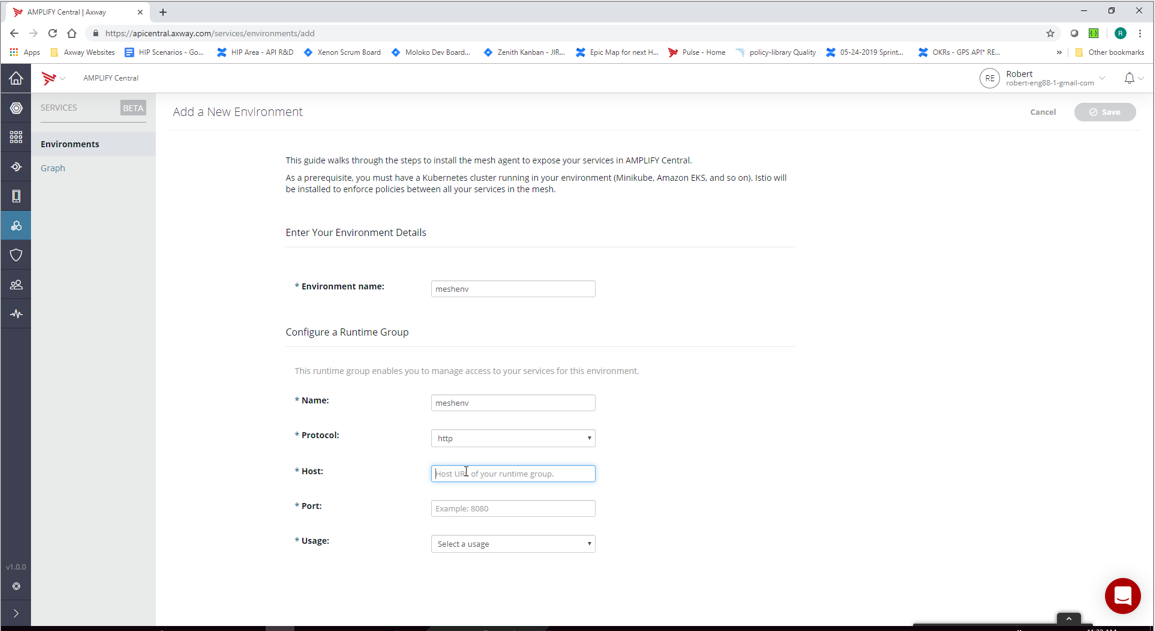 AMPLIFY Central | Axway
https://apicentral.axway.com/services/environments/add
R
Apps
Axway Websites
HIP Scenarios - Go...
HIP Area - API R&D
Xenon Scrum Board
Moloko Dev Board...
Zenith Kanban - JIR...
Epic Map for next H...
Pulse - Home
policy-library Quality
05-24-2019 Sprint...
OKRs - GPS API* RE...
»
Other bookmarks
AMPLIFY Central
RE
Robert
robert-eng88-1-gmail-com
SERVICES
BETA
Environments
Graph
Add a New Environment
Cancel
Save
This guide walks through the steps to install the mesh agent to expose your services in AMPLIFY Central.
As a prerequisite, you must have a Kubernetes cluster running in your environment (Minikube, Amazon EKS, and so on). Istio will
be installed to enforce policies between all your services in the mesh.
Enter Your Environment Details
* Environment name:
meshenv
Configure a Runtime Group
This runtime group enables you to manage access to your services for this environment.
* Name:
meshenv
* Protocol:
http
* Host:
Host URL of your runtime group.
* Port:
Example: 8080
* Usage:
Select a usage
v1.0.0